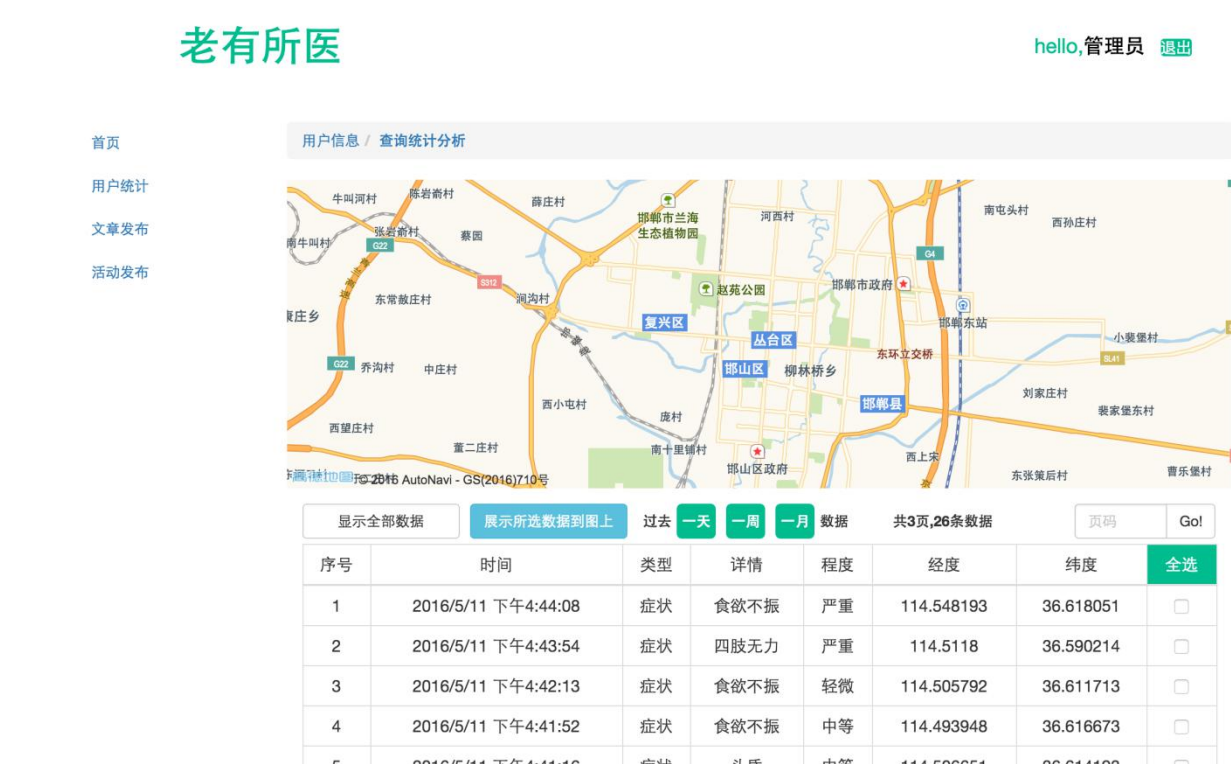 老有所医
hello,管理员 退出
首页
用户统计
文章发布
活动发布
用户信息 / 查询统计分析
牛叫河村
陈岩嵛村
薛庄村
邯郸市兰海
生态植物园
河西村
南屯头村
西孙庄村
南牛叫村
张岩嵛村
G22
蔡园
G4
S312
赵苑公园
邯郸市政府
东常敖庄村
涧沟村
康庄乡
复兴区
邯郸东站
丛台区
小裴堡村
东环立交桥
SL41
G22
乔沟村
中庄村
邯山区
柳林桥乡
刘家庄村
西小屯村
庞村
邯郸县
裴家堡东村
西望庄村
董二庄村
南十里铺村
西上宋
邯山区政府
东张策后村
曹乐堡村
© 2016 AutoNavi - GS(2016)710号
显示全部数据 展示所选数据到图上 过去 一天 一周 一月 数据 共3页,26条数据 页码 Go!
序号 时间 类型 详情 程度 经度 纬度 全选
1 2016/5/11 下午4:44:08 症状 食欲不振 严重 114.548193 36.618051
2 2016/5/11 下午4:43:54 症状 四肢无力 严重 114.5118 36.590214
3 2016/5/11 下午4:42:13 症状 食欲不振 轻微 114.505792 36.611713
4 2016/5/11 下午4:41:52 症状 食欲不振 中等 114.493948 36.616673